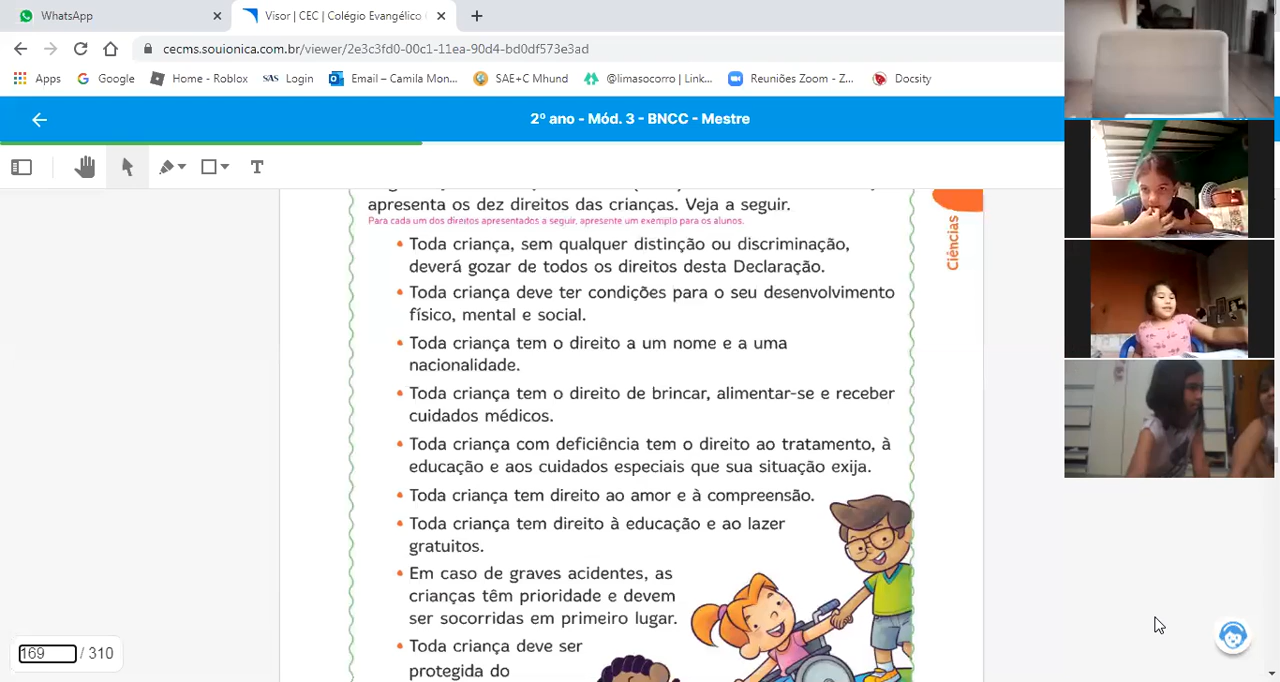 WhatsApp
Visor | CEC | Colégio Evangélico
cecms.souionica.com.br/viewer/2e3c3fd0-00c1-11ea-90d4-bd0df573e3ad
Apps
Google
Home - Roblox
SAS Login
Email – Camila Mon...
SAE+C Mhund
@limasocorro | Link...
Reuniões Zoom - Z...
Docsity
2º ano - Mód. 3 - BNCC - Mestre
T
apresenta os dez direitos das crianças. Veja a seguir.
Para cada um dos direitos apresentados a seguir, apresente um exemplo para os alunos.
Ciências
• Toda criança, sem qualquer distinção ou discriminação,
deverá gozar de todos os direitos desta Declaração.
• Toda criança deve ter condições para o seu desenvolvimento
físico, mental e social.
• Toda criança tem o direito a um nome e a uma
nacionalidade.
• Toda criança tem o direito de brincar, alimentar-se e receber
cuidados médicos.
• Toda criança com deficiência tem o direito ao tratamento, à
educação e aos cuidados especiais que sua situação exija.
• Toda criança tem direito ao amor e à compreensão.
• Toda criança tem direito à educação e ao lazer
gratuitos.
• Em caso de graves acidentes, as
crianças têm prioridade e devem
ser socorridas em primeiro lugar.
• Toda criança deve ser
protegida do
169 / 310